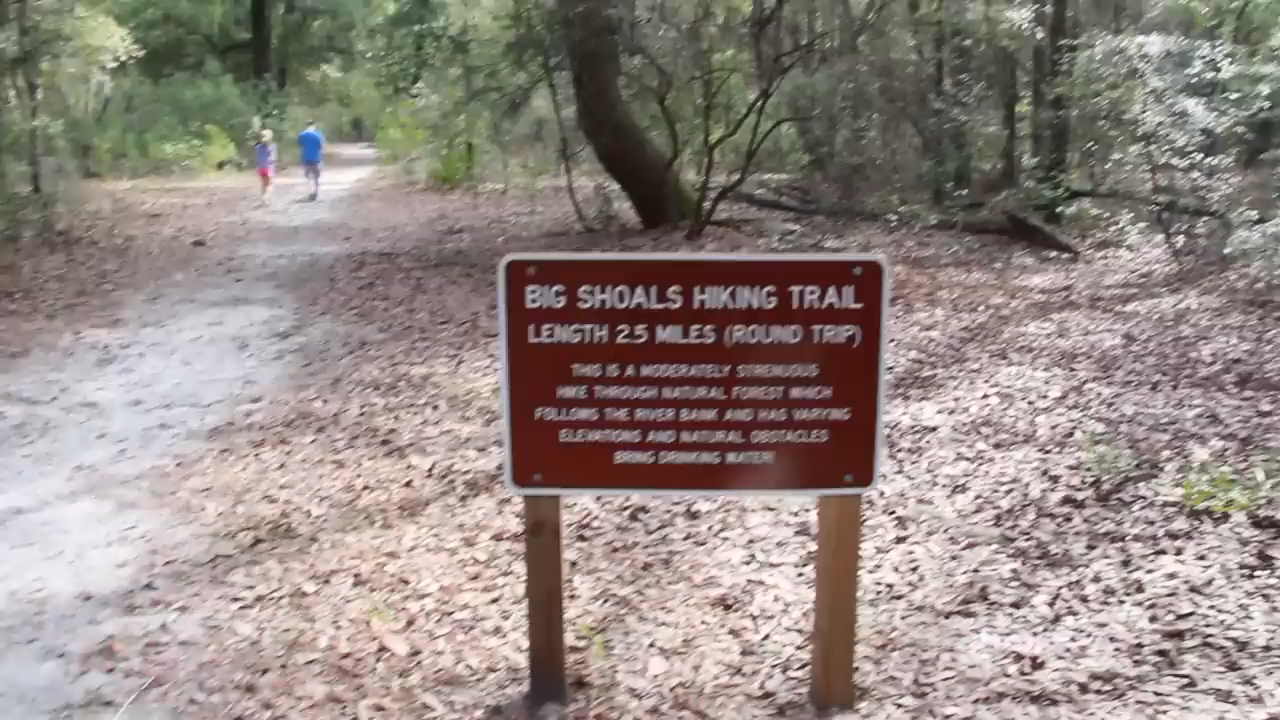 BIG SHOALS HIKING TRAIL
LENGTH 2.5 MILES (ROUND TRIP)
THIS IS A MODERATELY STRENUOUS
HIKE THROUGH NATURAL FOREST WHICH
FOLLOWS THE RIVER BANK AND HAS VARYING
ELEVATIONS AND NATURAL OBSTACLES
BRING DRINKING WATER!